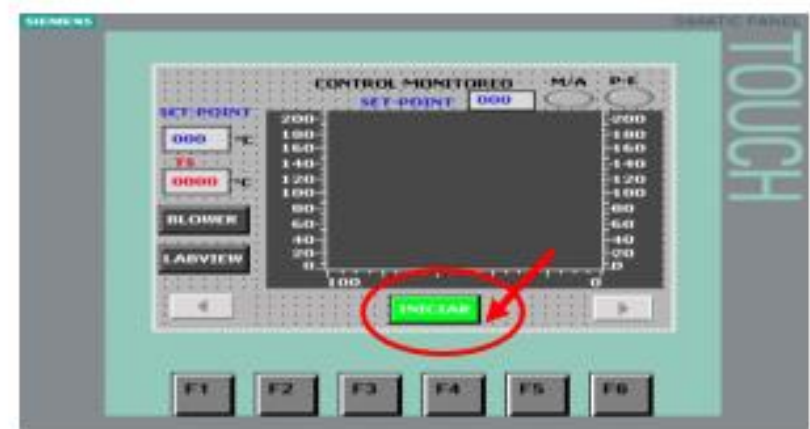 SIEMENS
SIMATIC PANEL
TOUCH
CONTROL MONITOREO
M/A
P-E
SET-POINT 000
SET-POINT
000 °C
TS
0000 °C
BLOWER
LABVIEW
200 200
180 180
160 160
140 140
120 120
100 100
80 80
60 60
40 40
20 20
0 0
100 0
INICIAR
F1 F2 F3 F4 F5 F6